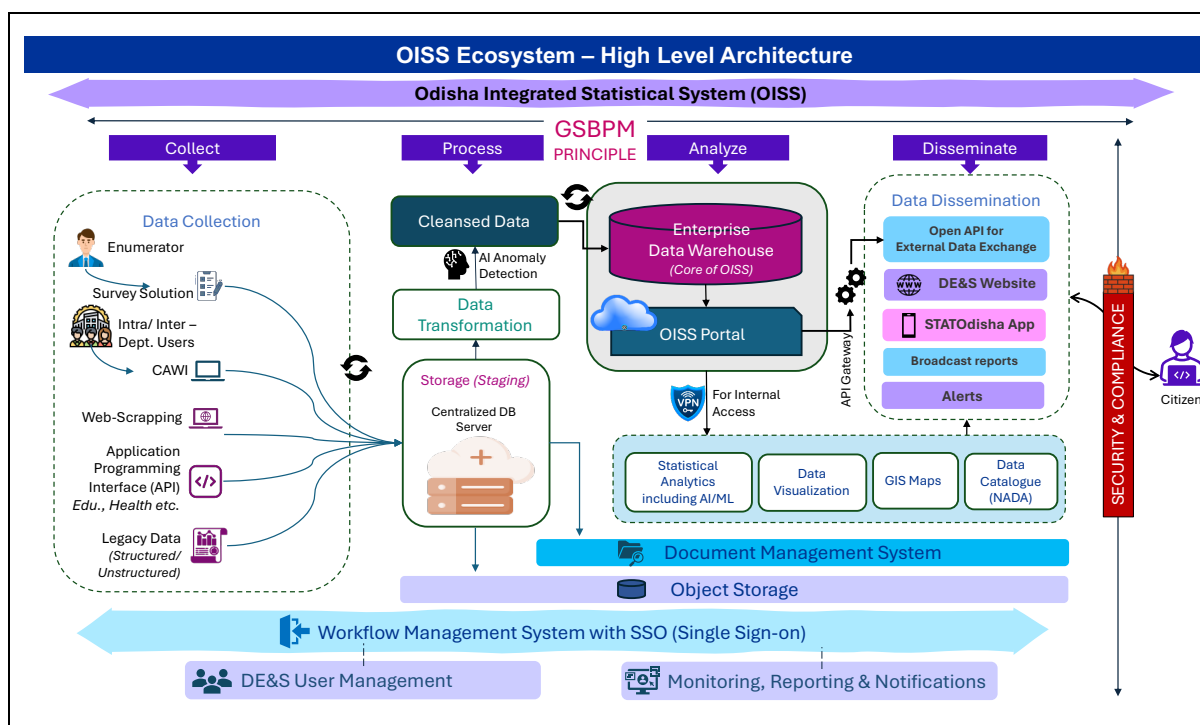 OISS Ecosystem – High Level Architecture
Odisha Integrated Statistical System (OISS)
GSBPM
PRINCIPLE
Collect
Process
Analyze
Disseminate
Data Collection
Enumerator
Survey Solution
Intra/ Inter –
Dept. Users
CAWI
Web-Scrapping
Application
Programming
Interface (API)
Edu., Health etc.
Legacy Data
(Structured/
Unstructured)
Cleansed Data
AI Anomaly
Detection
Data
Transformation
Storage (Staging)
Centralized DB
Server
Enterprise
Data Warehouse
(Core of OISS)
OISS Portal
VPN
For Internal
Access
API Gateway
Data Dissemination
Open API for
External Data Exchange
WWW
DE&S Website
STATOdisha App
Broadcast reports
Alerts
Statistical
Analytics
including AI/ML
Data
Visualization
GIS Maps
Data
Catalogue
(NADA)
SECURITY & COMPLIANCE
Citizen
Document Management System
Object Storage
Workflow Management System with SSO (Single Sign-on)
DE&S User Management
Monitoring, Reporting & Notifications